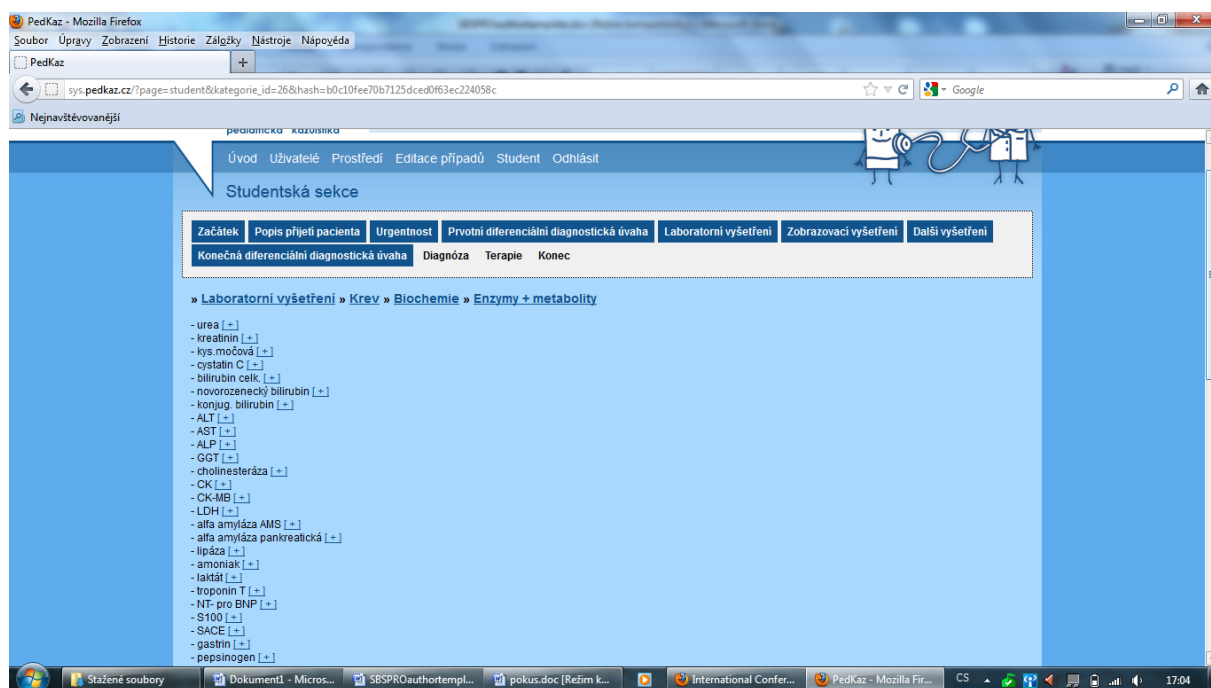 PedKaz - Mozilla Firefox
Soubor Úpravy Zobrazení Historie Záložky Nástroje Nápověda
PedKaz +
sys.pedkaz.cz/?page=student&kategorie_id=26&hash=b0c10fee70b7125dced0f63ec224058c Google
Nejnavštěvovanější
pediatrická kazuistika
Úvod Uživatelé Prostředí Editace případů Student Odhlásit
Studentská sekce
Začátek Popis přijetí pacienta Urgentnost Prvotní diferenciální diagnostická úvaha Laboratorní vyšetření Zobrazovací vyšetření Další vyšetření
Konečná diferenciální diagnostická úvaha Diagnóza Terapie Konec
» Laboratorní vyšetření » Krev » Biochemie » Enzymy + metabolity
- urea [+]
- kreatinin [+]
- kys.močová [+]
- cystatin C [+]
- bilirubin celk. [+]
- novorozenecký bilirubin [+]
- konjug. bilirubin [+]
- ALT [+]
- AST [+]
- ALP [+]
- GGT [+]
- cholinesteráza [+]
- CK [+]
- CK-MB [+]
- LDH [+]
- alfa amyláza AMS [+]
- alfa amyláza pankreatická [+]
- lipáza [+]
- amoniak [+]
- laktát [+]
- troponin T [+]
- NT- pro BNP [+]
- S100 [+]
- SACE [+]
- gastrin [+]
- pepsinogen [+]
Stažené soubory Dokument1 - Micros... SBSPROauthortempl... pokus.doc [Režim k... International Confer... PedKaz - Mozilla Fir... CS 17:04